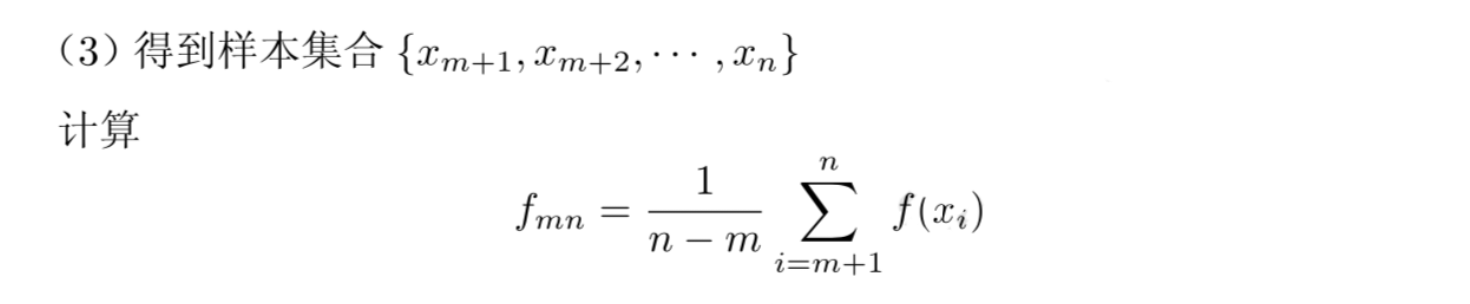 （3）得到样本集合 $\{x_{m+1}, x_{m+2}, \cdots, x_n\}$
计算
$f_{mn} = \frac{1}{n-m} \sum_{i=m+1}^{n} f(x_i)$